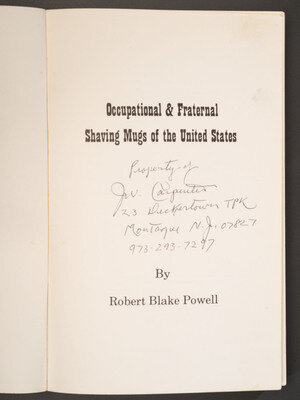 Occupational & Fraternal
Shaving Mugs of the United States
Property of
J.V. Carpenter
23 Deckertown TPK
Montague N.J. 07827
973-293-7297
By
Robert Blake Powell